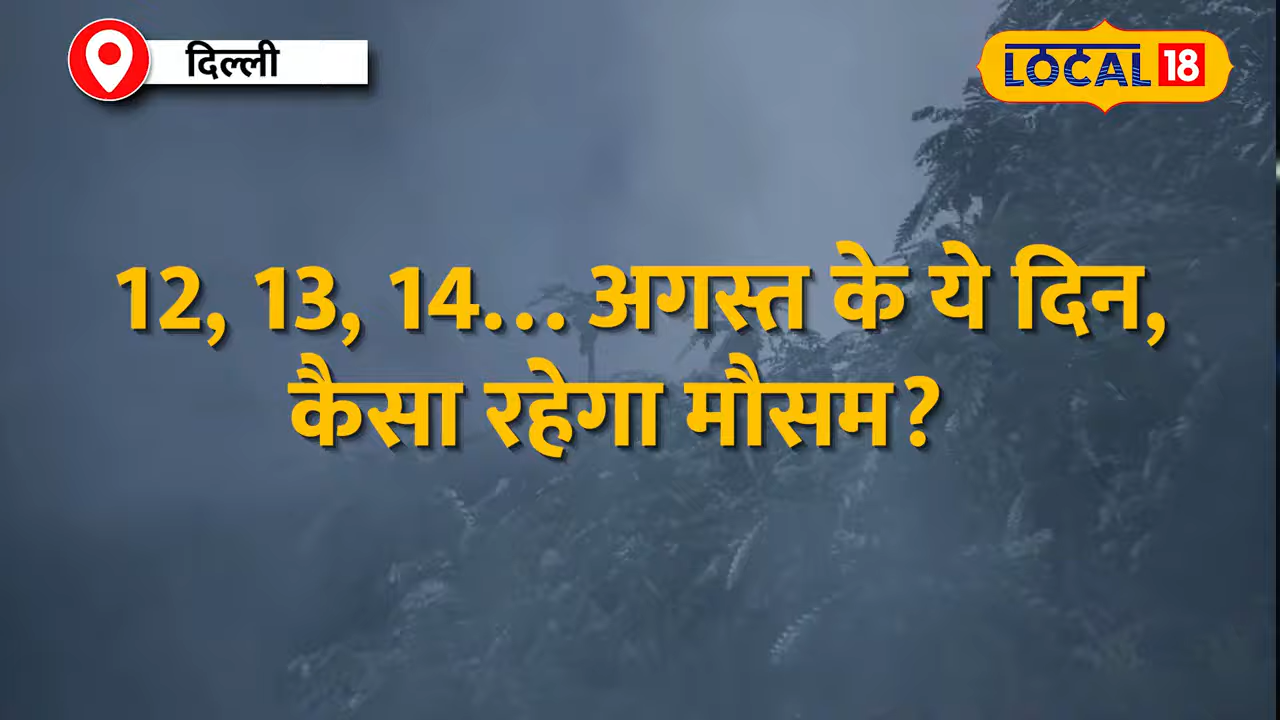 दिल्ली
LOCAL 18
12, 13, 14... अगस्त के ये दिन,
कैसा रहेगा मौसम?